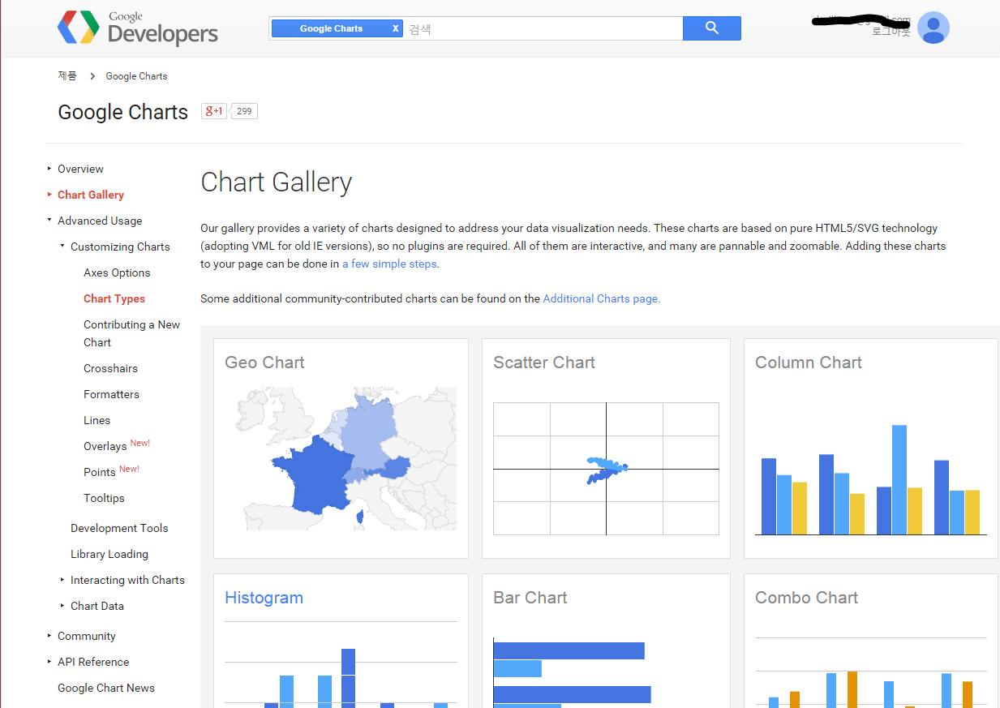 Google
Developers
Google Charts x 검색
로그아웃
제품 > Google Charts
Google Charts g+1 299
Overview
Chart Gallery
Advanced Usage
Customizing Charts
Axes Options
Chart Types
Contributing a New
Chart
Crosshairs
Formatters
Lines
Overlays New!
Points New!
Tooltips
Development Tools
Library Loading
Interacting with Charts
Chart Data
Community
API Reference
Google Chart News
Chart Gallery
Our gallery provides a variety of charts designed to address your data visualization needs. These charts are based on pure HTML5/SVG technology
(adopting VML for old IE versions), so no plugins are required. All of them are interactive, and many are pannable and zoomable. Adding these charts
to your page can be done in a few simple steps.
Some additional community-contributed charts can be found on the Additional Charts page.
Geo Chart
Scatter Chart
Column Chart
Histogram
Bar Chart
Combo Chart